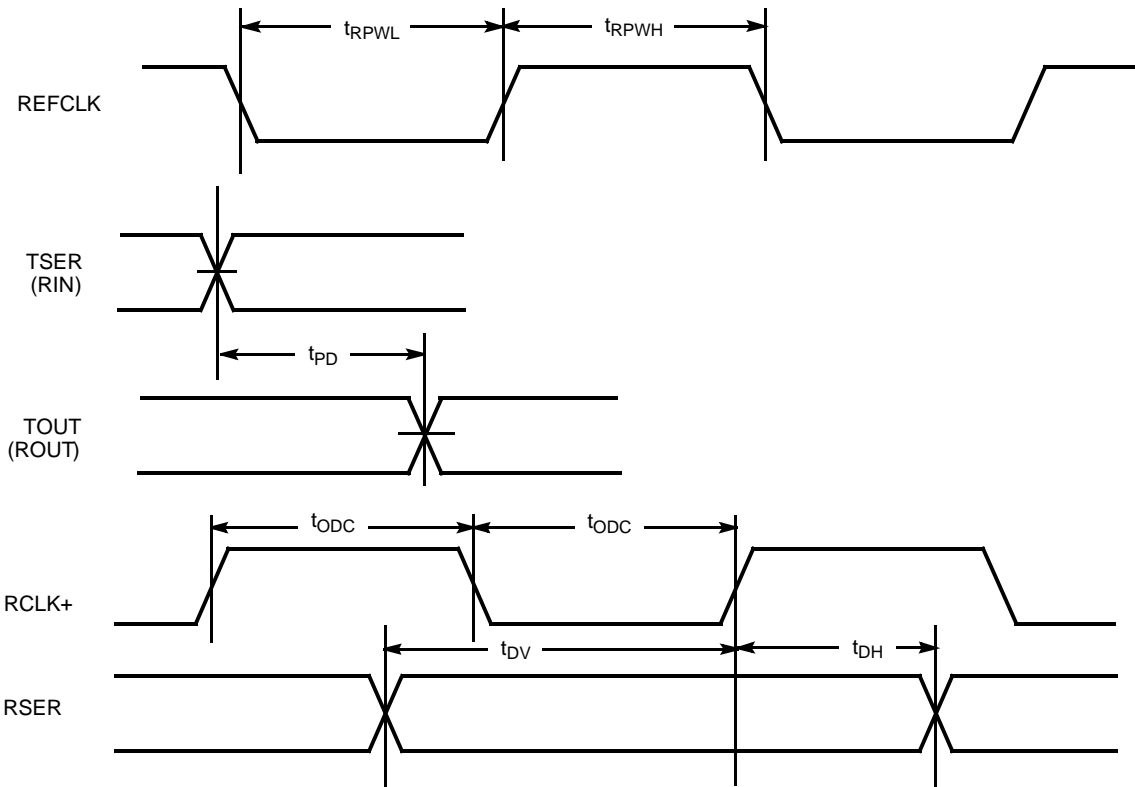 tRPWL
tRPWH
REFCLK
TSER
(RIN)
tPD
TOUT
(ROUT)
tODC
tODC
RCLK+
tDV
tDH
RSER